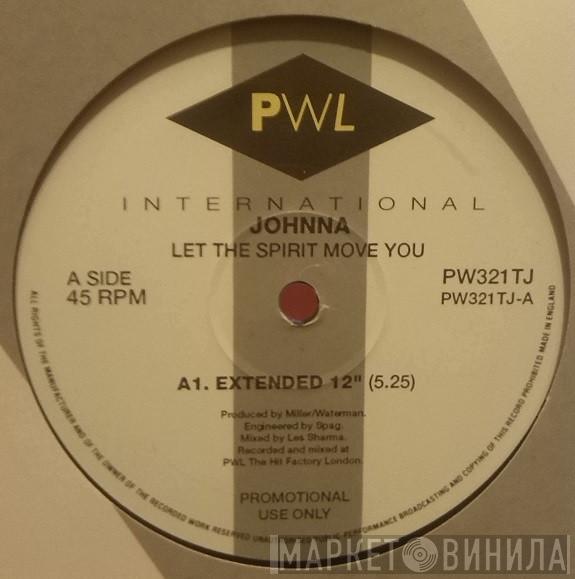 PWL
INTERNATIONAL
JOHNNA
LET THE SPIRIT MOVE YOU
A SIDE
45 RPM
PW321TJ
PW321TJ-A
A1. EXTENDED 12" (5.25)
Produced by Miller/Waterman.
Engineered by Spag.
Mixed by Les Sharma.
Recorded and mixed at
PWL The Hit Factory London.
PROMOTIONAL
USE ONLY
ALL RIGHTS OF THE MANUFACTURER AND OF THE OWNER OF THE RECORDED WORK RESERVED UNAUTHORISED PUBLIC PERFORMANCE BROADCASTING AND COPYING OF THIS RECORD PROHIBITED MADE IN ENGLAND
МАРКЕТ ВИНИЛА